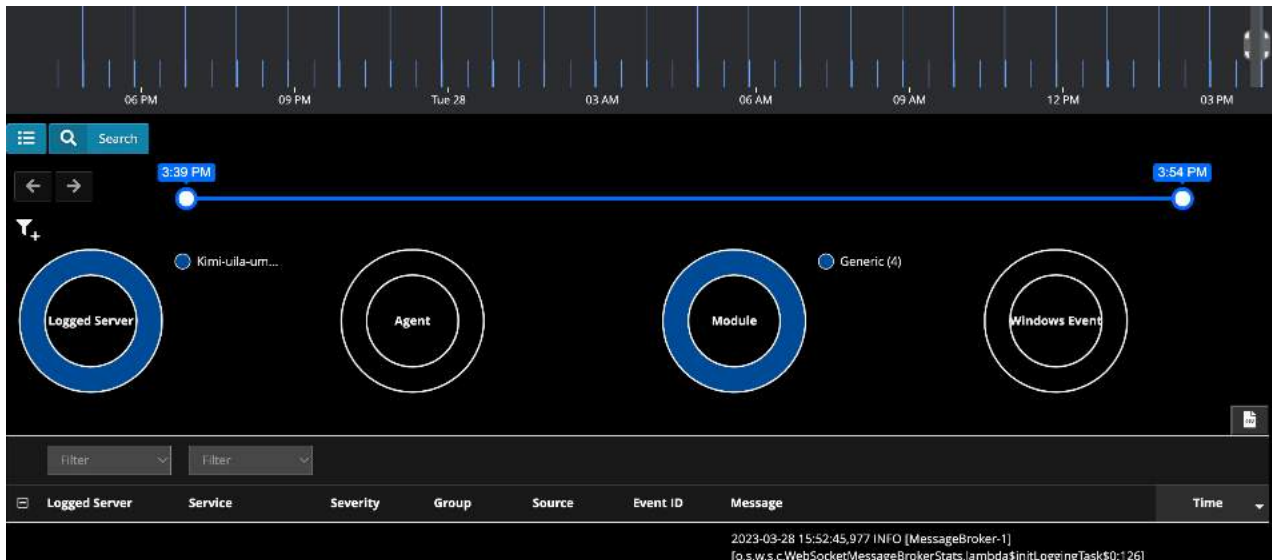 06 PM 09 PM Tue 28 03 AM 06 AM 09 AM 12 PM 03 PM
Search
3:39 PM 3:54 PM
Kimi-uila-um... Generic (4)
Logged Server Agent Module Windows Event
Filter Filter
Logged Server Service Severity Group Source Event ID Message Time
2023-03-28 15:52:45,977 INFO [MessageBroker-1]
[o.s.w.s.c.WebSocketMessageBrokerStats.lambda$initLoggingTask$0:126]